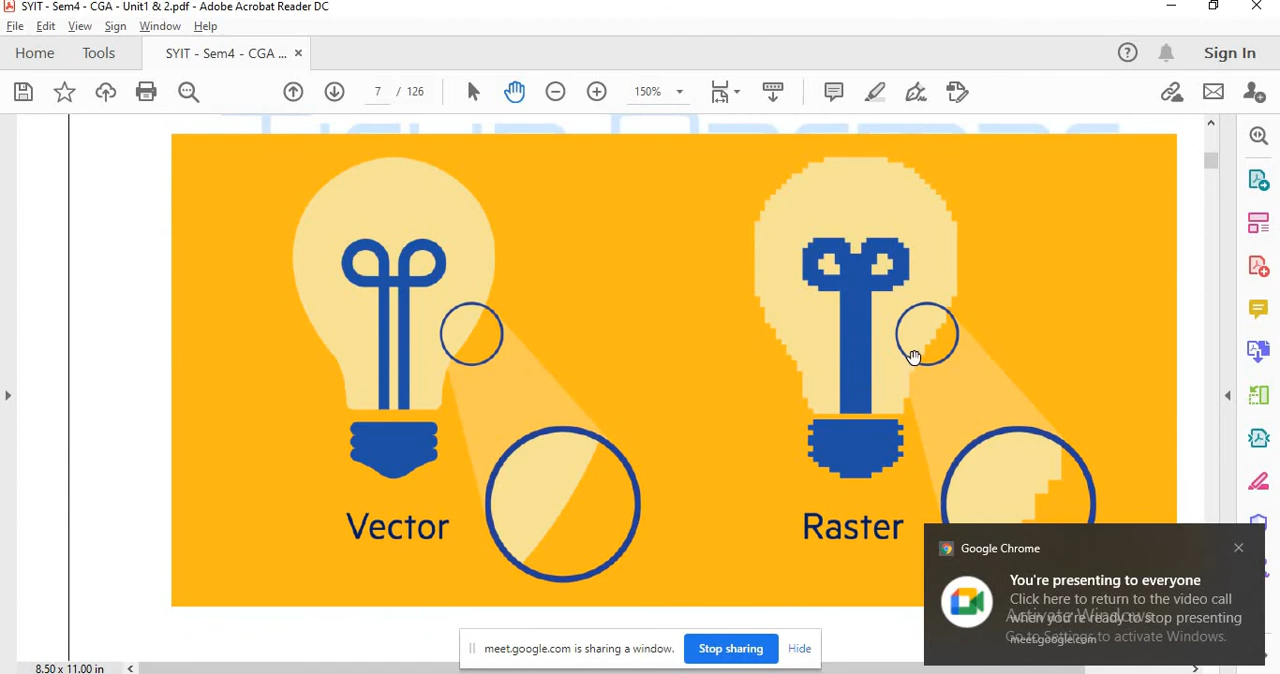 SYIT - Sem4 - CGA - Unit1 & 2.pdf - Adobe Acrobat Reader DC
File Edit View Sign Window Help
Home Tools SYIT - Sem4 - CGA ... × Sign In
7 / 126 150%
Vector
Raster
Google Chrome
You're presenting to everyone
Click here to return to the video call
when you're ready to stop presenting
meet.google.com
Activate Windows
Go to Settings to activate Windows.
meet.google.com is sharing a window. Stop sharing Hide
8.50 x 11.00 in